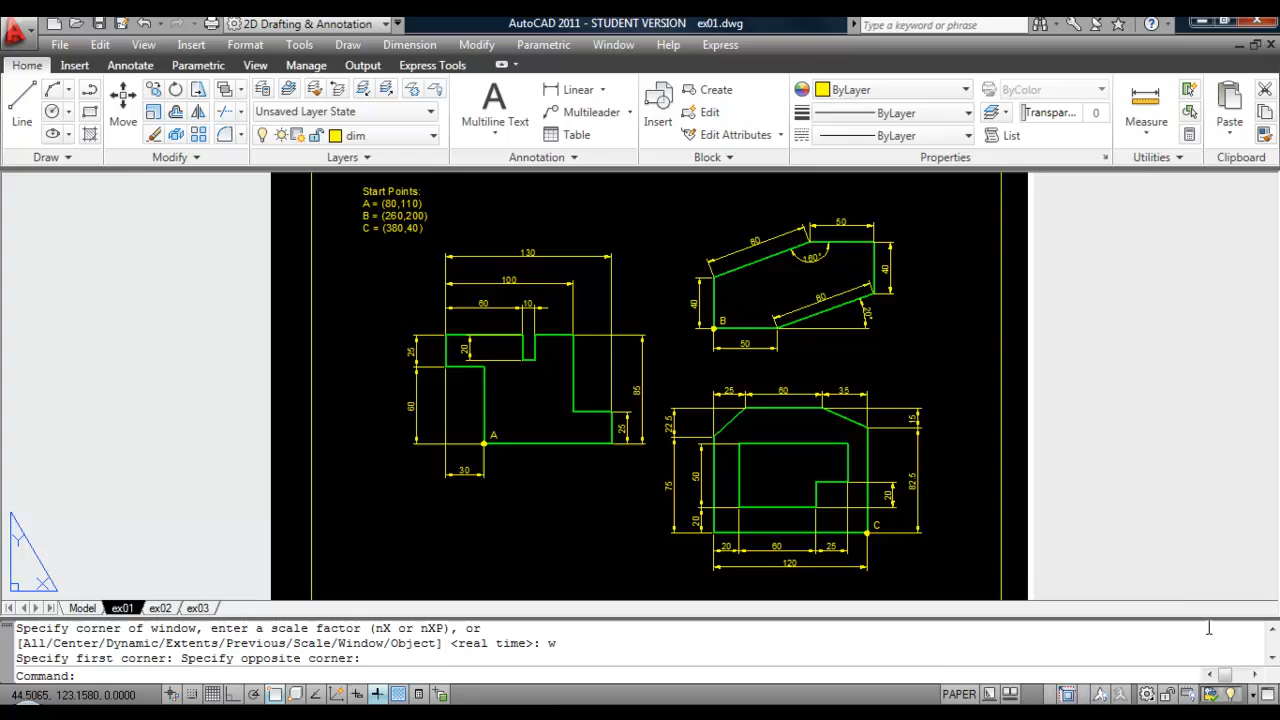 2D Drafting & Annotation
AutoCAD 2011 - STUDENT VERSION ex01.dwg
Type a keyword or phrase
File Edit View Insert Format Tools Draw Dimension Modify Parametric Window Help Express
Home Insert Annotate Parametric View Manage Output Express Tools
Line
Move
Unsaved Layer State
dim
Multiline Text
Linear
Multileader
Table
Insert
Create
Edit
Edit Attributes
ByLayer
ByLayer
ByLayer
ByColor
Transpar... 0
List
Measure
Paste
Draw Modify Layers Annotation Block Properties Utilities Clipboard
Start Points:
A = (80,110)
B = (260,200)
C = (380,40)
130
100
60 10
25
20
60
85
25
A
30
50
80
160°
40
40
80
20°
B
50
25 60 35
22.5
15
50
75
82.5
20
20
C
20 60 25
120
Y
X
Model ex01 ex02 ex03
Specify corner of window, enter a scale factor (nX or nXP), or
[All/Center/Dynamic/Extents/Previous/Scale/Window/Object] <real time>: w
Specify first corner: Specify opposite corner:
Command:
44.5065, 123.1580, 0.0000
PAPER